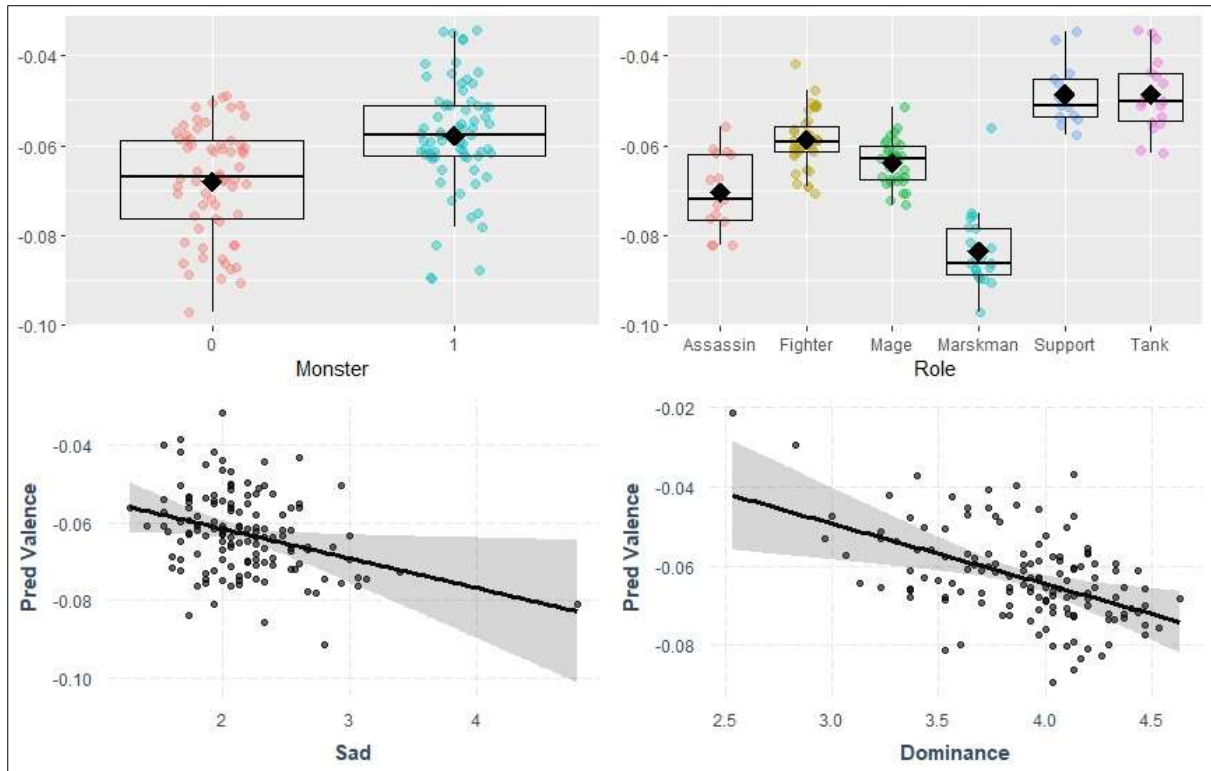 -0.04
-0.06
-0.08
-0.10
0
1
Monster
-0.04
-0.06
-0.08
-0.10
Assassin
Fighter
Mage
Marskman
Support
Tank
Role
Pred Valence
-0.04
-0.06
-0.08
-0.10
2
3
4
Sad
Pred Valence
-0.02
-0.04
-0.06
-0.08
2.5
3.0
3.5
4.0
4.5
Dominance